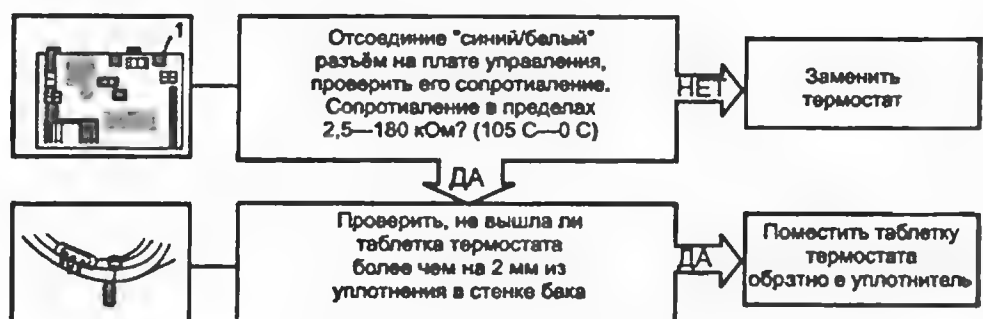 1
Отсоедините "синий/белый"
разъём на плате управления,
проверить его сопротивление.
Сопротивление в пределах
2,5—180 кОм? (105 С—0 С)
НЕТ
Заменить
термостат
ДА
Проверить, не вышла ли
таблетка термостата
более чем на 2 мм из
уплотнения в стенке бака
ДА
Поместить таблетку
термостата
обратно в уплотнитель